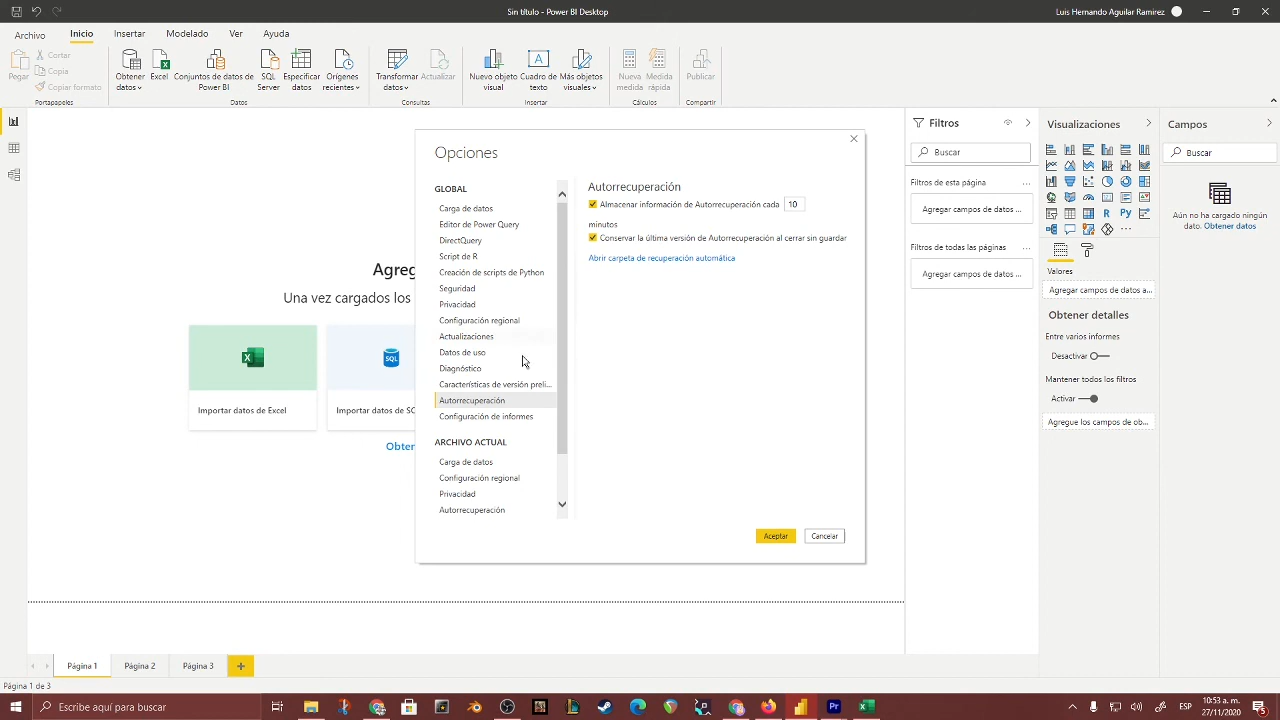 Sin título - Power BI Desktop
Luis Hernando Aguilar Ramirez
Archivo Inicio Insertar Modelado Ver Ayuda
Pegar
Cortar
Copia
Copiar formato
Portapapeles
Obtener datos
Excel
Conjuntos de datos de Power BI
SQL Server
Especificar datos
Orígenes recientes
Datos
Transformar datos
Actualizar
Consultas
Nuevo objeto visual
Cuadro de texto
Más objetos visuales
Insertar
Nueva medida
Medida rápida
Cálculos
Publicar
Compartir
Agreg
Una vez cargados los
Importar datos de Excel
SQL
Importar datos de SC
Obten
Opciones
GLOBAL
Carga de datos
Editor de Power Query
DirectQuery
Script de R
Creación de scripts de Python
Seguridad
Privacidad
Configuración regional
Actualizaciones
Datos de uso
Diagnóstico
Características de versión preli...
Autorrecuperación
Configuración de informes
ARCHIVO ACTUAL
Carga de datos
Configuración regional
Privacidad
Autorrecuperación
Autorrecuperación
Almacenar información de Autorrecuperación cada 10
minutos
Conservar la última versión de Autorrecuperación al cerrar sin guardar
Abrir carpeta de recuperación automática
Aceptar
Cancelar
Filtros
Buscar
Filtros de esta página ...
Agregar campos de datos ...
Filtros de todas las páginas ...
Agregar campos de datos ...
Visualizaciones
R
Py
Valores
Agregar campos de datos a...
Obtener detalles
Entre varios informes
Desactivar
Mantener todos los filtros
Activar
Agregue los campos de ob...
Campos
Buscar
Aún no ha cargado ningún
dato. Obtener datos
Página 1
Página 2
Página 3
+
Página 1 de 3
Escribe aquí para buscar
Pr
ESP
10:53 a.m.
27/11/2020